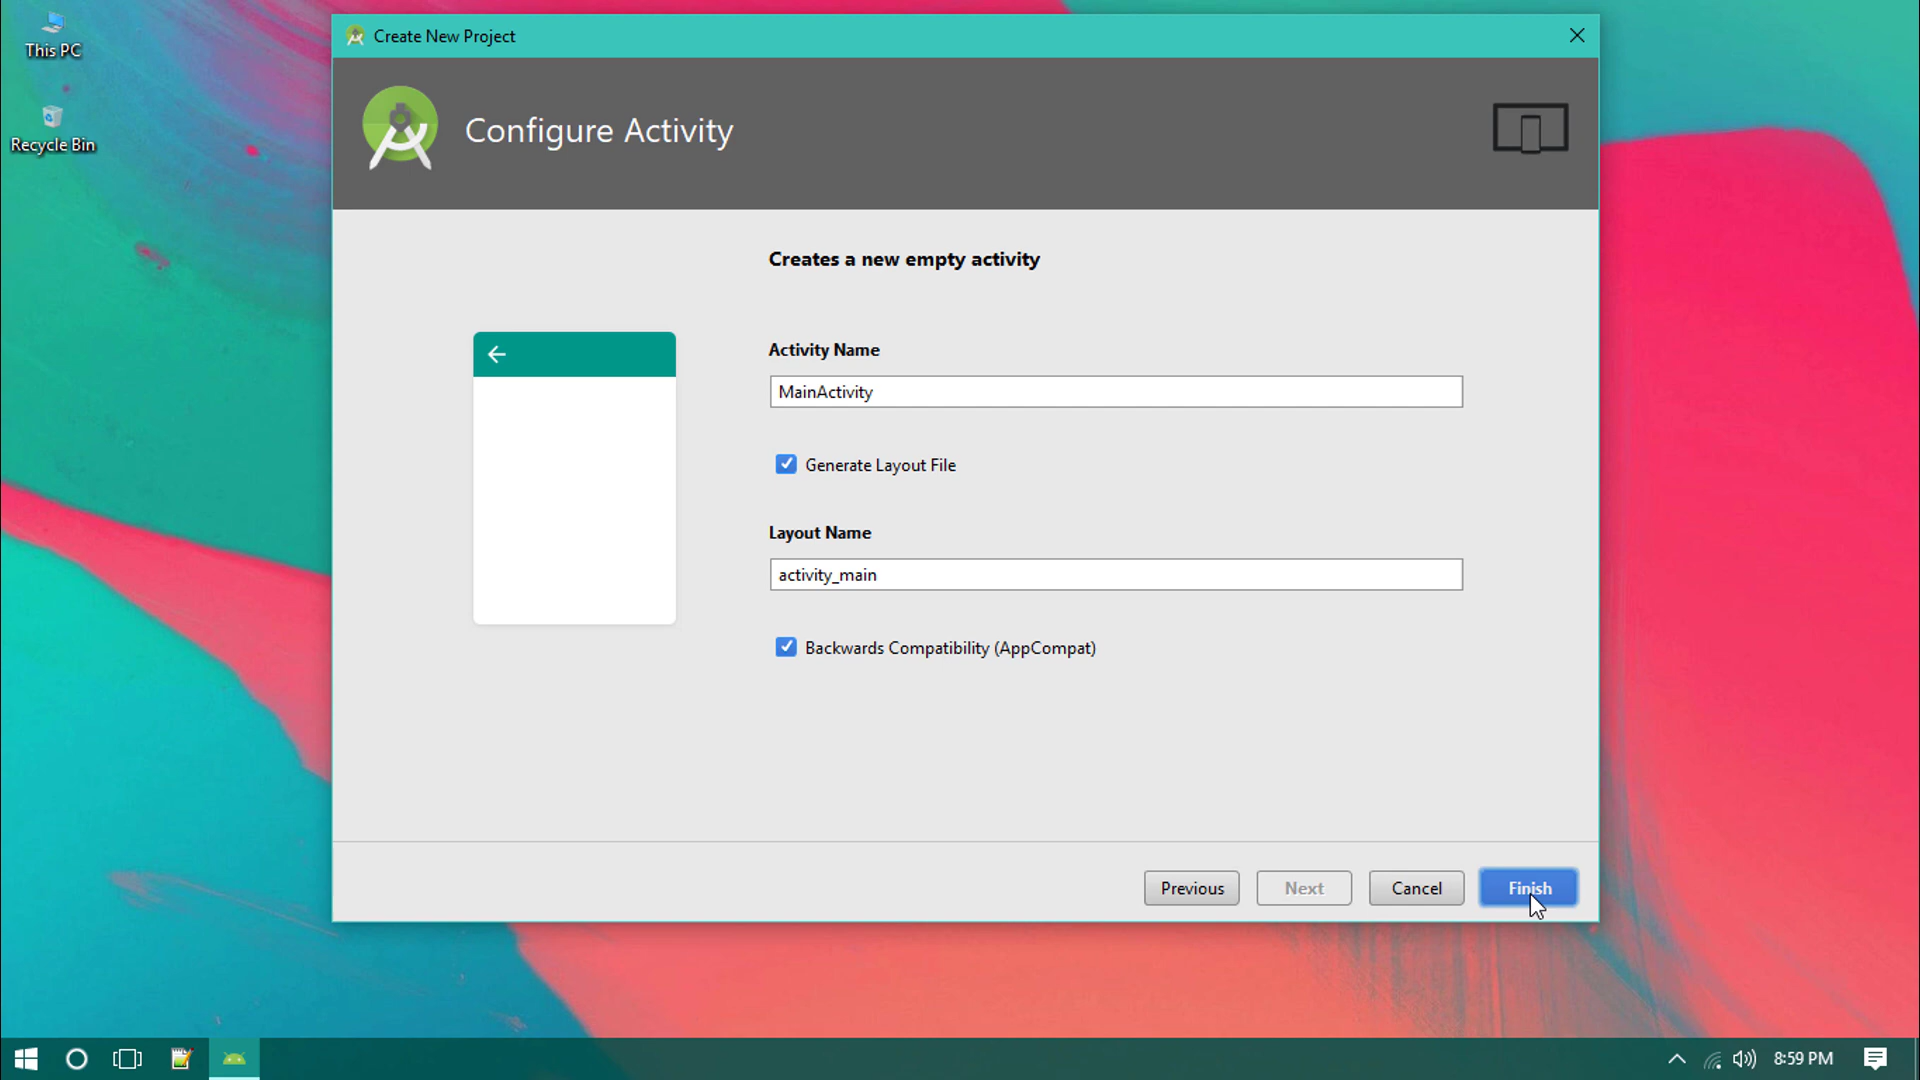 This PC
Recycle Bin
Create New Project
Configure Activity
Creates a new empty activity
Activity Name
MainActivity
Generate Layout File
Layout Name
activity_main
Backwards Compatibility (AppCompat)
Previous
Next
Cancel
Finish
8:59 PM